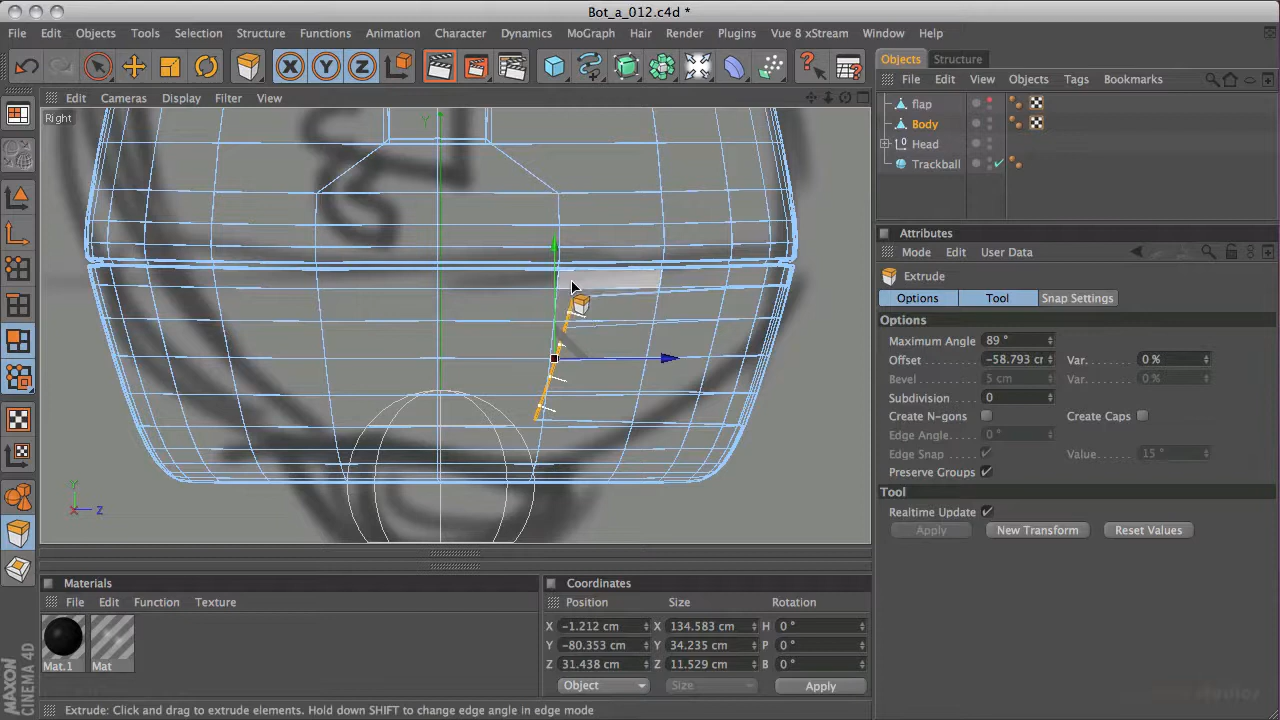 Bot_a_012.c4d *
File Edit Objects Tools Selection Structure Functions Animation Character Dynamics MoGraph Hair Render Plugins Vue 8 xStream Window Help
X Y Z
Objects Structure
Edit Cameras Display Filter View
File Edit View Objects Tags Bookmarks
Right
Y
flap
Body
Head
Trackball
Attributes
Mode Edit User Data
Extrude
Options Tool Snap Settings
Options
Maximum Angle 89 °
Offset -58.793 cr Var. 0 %
Bevel 5 cm Var. 0 %
Subdivision 0
Create N-gons Create Caps
Edge Angle 0 °
Edge Snap Value 15 °
Preserve Groups
Tool
Realtime Update
Apply New Transform Reset Values
Y
X Z
Materials
File Edit Function Texture
Mat.1 Mat
Coordinates
Position Size Rotation
X -1.212 cm X 134.583 cm H 0 °
Y -80.353 cm Y 34.235 cm P 0 °
Z 31.438 cm Z 11.529 cm B 0 °
Object Size Apply
MAXON
CINEMA 4D
Extrude: Click and drag to extrude elements. Hold down SHIFT to change edge angle in edge mode
studios